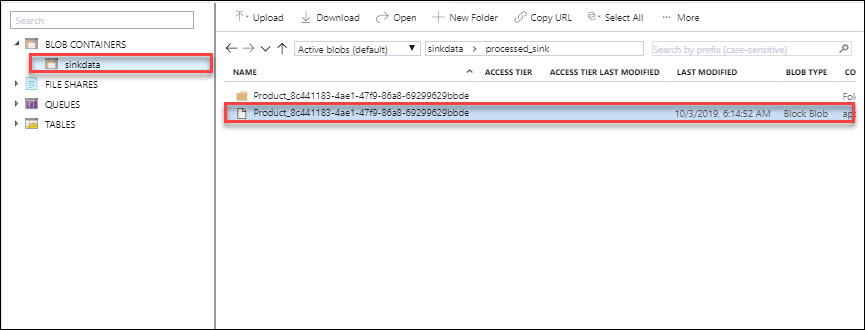 Search
BLOB CONTAINERS
sinkdata
FILE SHARES
QUEUES
TABLES
Upload Download Open New Folder Copy URL Select All More
Active blobs (default) sinkdata processed_sink Search by prefix (case-sensitive)
NAME ACCESS TIER ACCESS TIER LAST MODIFIED LAST MODIFIED BLOB TYPE CO
Product_8c441183-4ae1-47f9-86a8-69299629bbde Fol
Product_8c441183-4ae1-47f9-86a8-69299629bbde 10/3/2019, 6:14:52 AM Block Blob